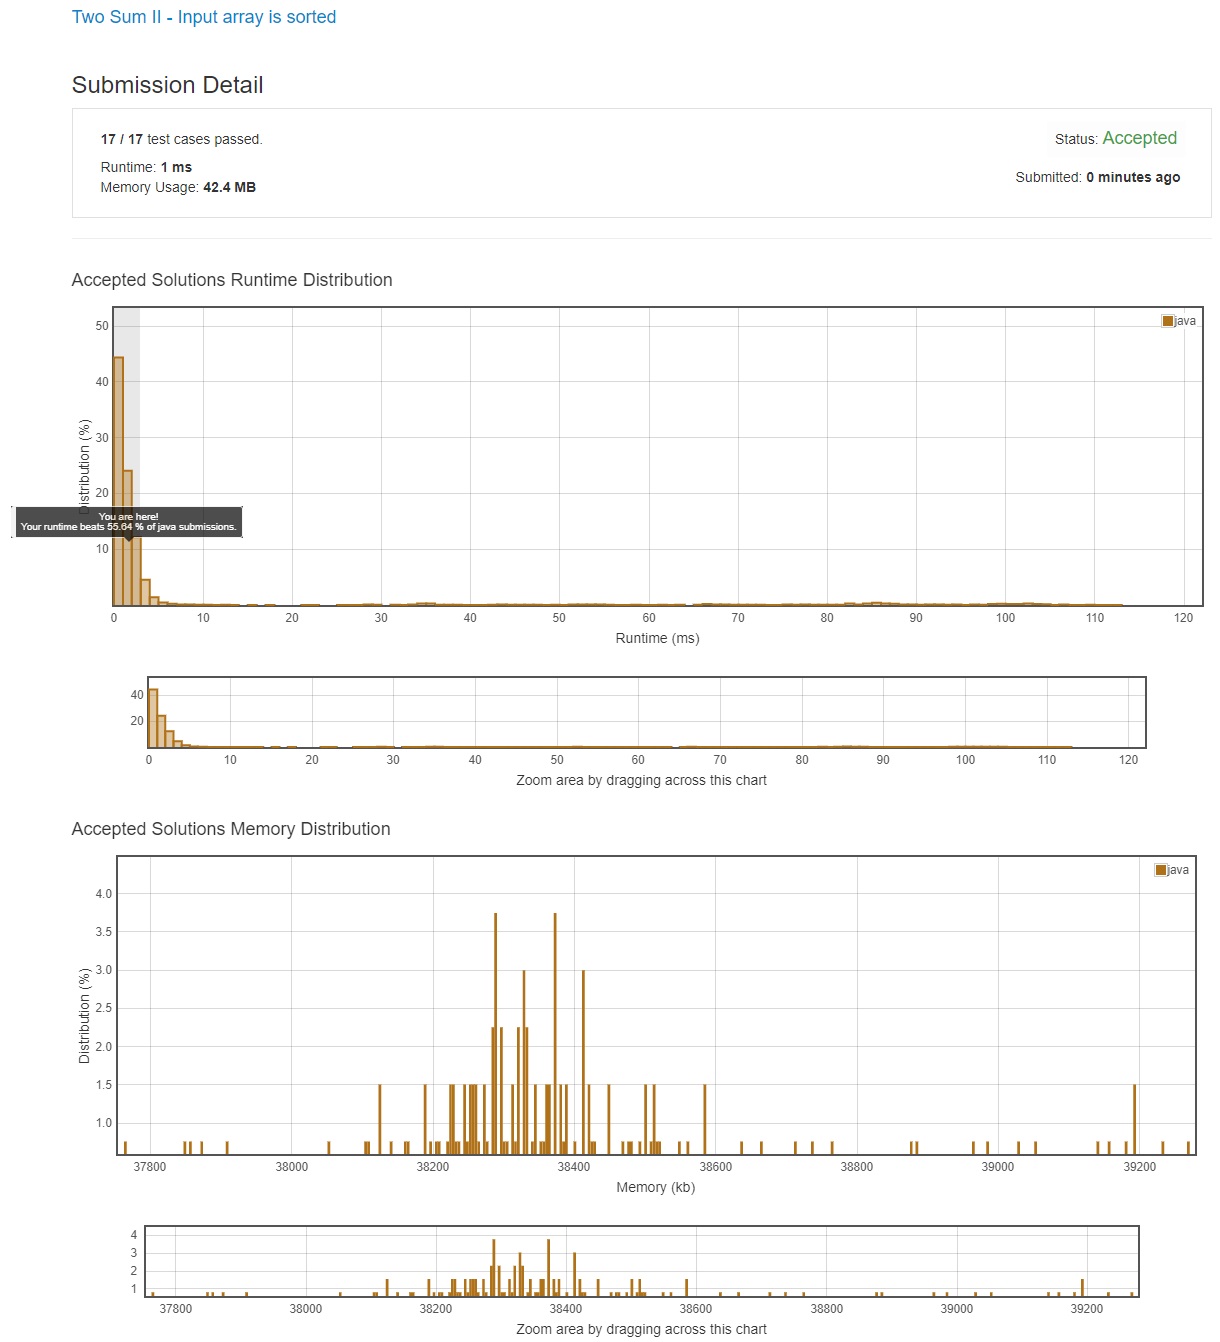 Two Sum II - Input array is sorted
Submission Detail
17 / 17 test cases passed.
Status: Accepted
Runtime: 1 ms
Memory Usage: 42.4 MB
Submitted: 0 minutes ago
Accepted Solutions Runtime Distribution
java
50
40
30
20
10
Distribution (%)
You are here!
Your runtime beats 55.64 % of java submissions.
0 10 20 30 40 50 60 70 80 90 100 110 120
Runtime (ms)
40
20
0 10 20 30 40 50 60 70 80 90 100 110 120
Zoom area by dragging across this chart
Accepted Solutions Memory Distribution
java
4.0
3.5
3.0
2.5
2.0
1.5
1.0
Distribution (%)
37800 38000 38200 38400 38600 38800 39000 39200
Memory (kb)
4
3
2
1
37800 38000 38200 38400 38600 38800 39000 39200
Zoom area by dragging across this chart